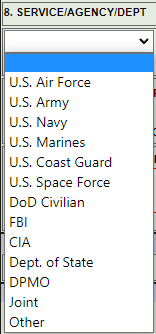 8. SERVICE/AGENCY/DEPT
U.S. Air Force
U.S. Army
U.S. Navy
U.S. Marines
U.S. Coast Guard
U.S. Space Force
DoD Civilian
FBI
CIA
Dept. of State
DPMO
Joint
Other